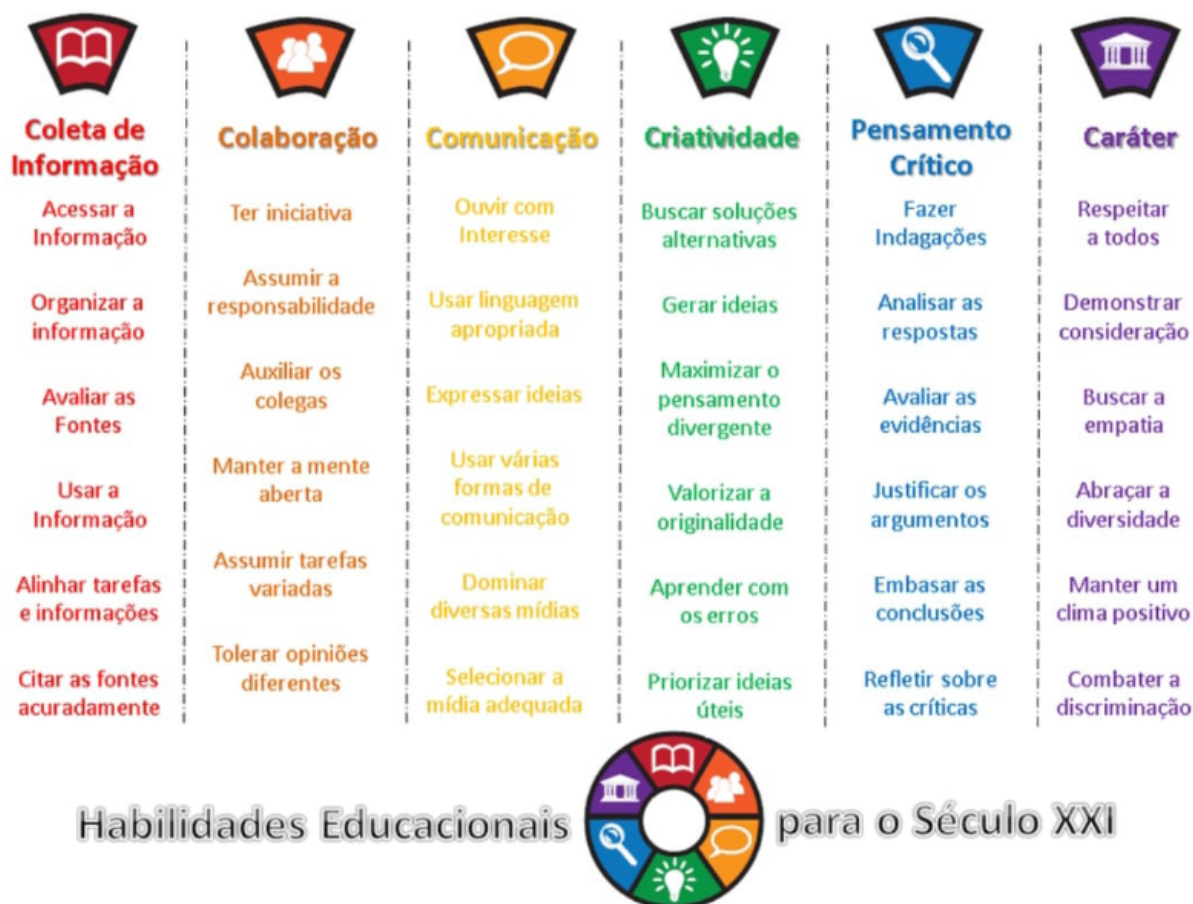 Coleta de
Informação
Acessar a
Informação
Organizar a
informação
Avaliar as
Fontes
Usar a
Informação
Alinhar tarefas
e informações
Citar as fontes
acuradamente
Colaboração
Ter iniciativa
Assumir a
responsabilidade
Auxiliar os
colegas
Manter a mente
aberta
Assumir tarefas
variadas
Tolerar opiniões
diferentes
Comunicação
Ouvir com
Interesse
Usar linguagem
apropriada
Expressar ideias
Usar várias
formas de
comunicação
Dominar
diversas mídias
Selecionar a
mídia adequada
Criatividade
Buscar soluções
alternativas
Gerar ideias
Maximizar o
pensamento
divergente
Valorizar a
originalidade
Aprender com
os erros
Priorizar ideias
úteis
Pensamento
Crítico
Fazer
Indagações
Analisar as
respostas
Avaliar as
evidências
Justificar os
argumentos
Embasar as
conclusões
Refletir sobre
as críticas
Caráter
Respeitar
a todos
Demonstrar
consideração
Buscar a
empatia
Abraçar a
diversidade
Manter um
clima positivo
Combater a
discriminação
Habilidades Educacionais para o Século XXI